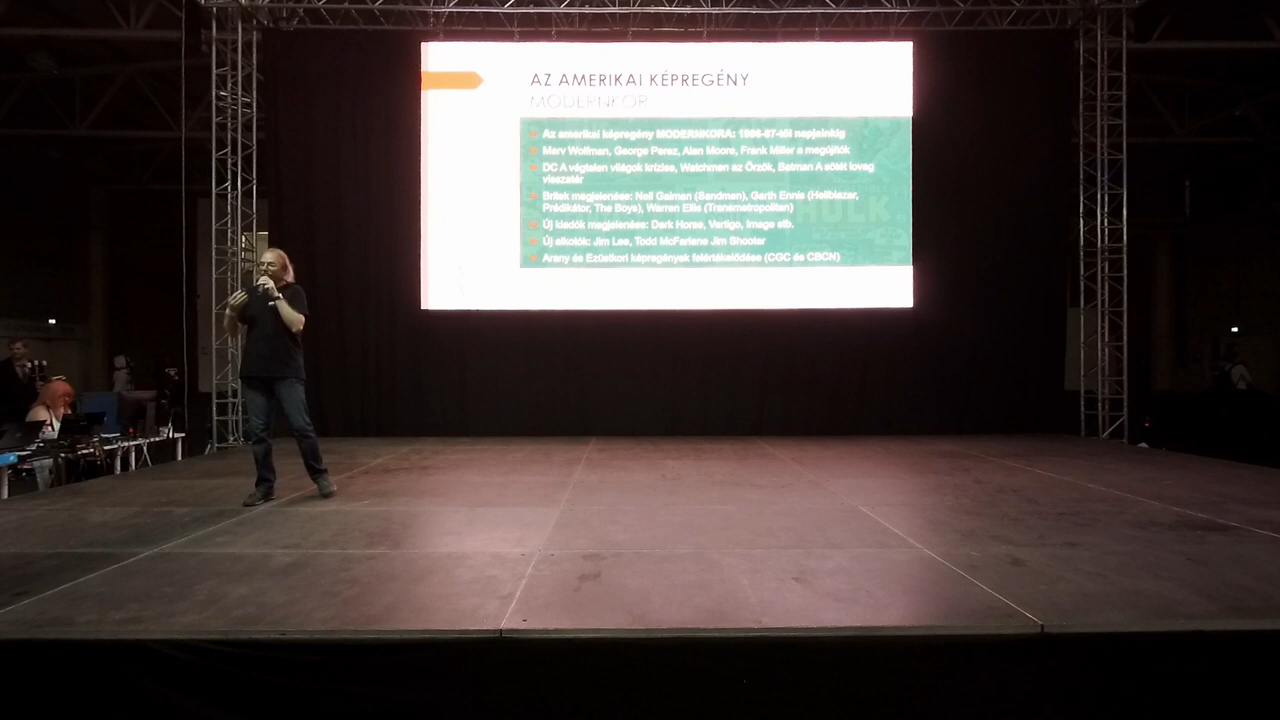 AZ AMERIKAI KÉPREGÉNY
MODERNKOR
Az amerikai képregény MODERNKORA: 1986-87-től napjainkig
Marv Wolfman, George Perez, Alan Moore, Frank Miller a megújítók
DC A végtelen világok krízise, Watchmen az Őrzők, Batman A sötét lovag
visszatér
Britek megjelenése: Neil Gaiman (Sandman), Garth Ennis (Hellblazer,
Prédikátor, The Boys), Warren Ellis (Transmetropolitan)
HULK
Új kiadók megjelenése: Dark Horse, Vertigo, Image stb.
Új alkotók: Jim Lee, Todd McFarlane Jim Shooter
Arany és Ezüstkori képregények felértékelődése (CGC és CBCN)